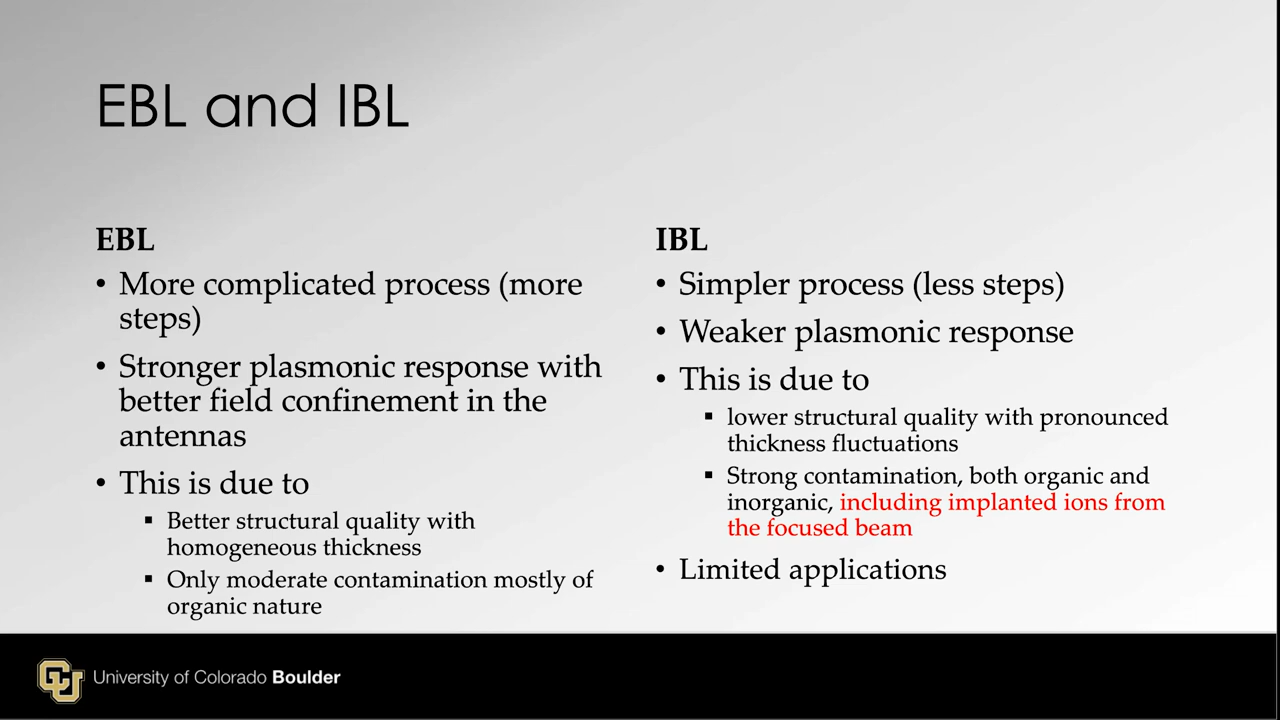 EBL and IBL
EBL
• More complicated process (more
steps)
• Stronger plasmonic response with
better field confinement in the
antennas
• This is due to
▪ Better structural quality with
homogeneous thickness
▪ Only moderate contamination mostly of
organic nature
IBL
• Simpler process (less steps)
• Weaker plasmonic response
• This is due to
▪ lower structural quality with pronounced
thickness fluctuations
▪ Strong contamination, both organic and
inorganic, including implanted ions from
the focused beam
• Limited applications
CU University of Colorado Boulder